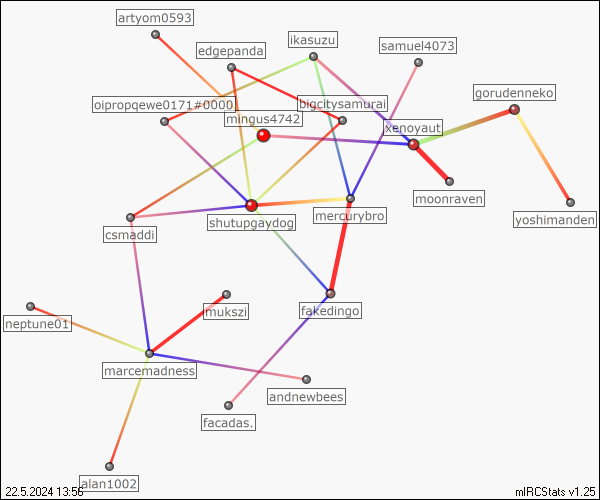 artyom0593
edgepanda
ikasuzu
samuel4073
gorudenneko
oipropqewe0171#0000
bigcitysamurai
mingus4742
xenoyaut
moonraven
yoshimanden
shutupgaydog
mercurybro
csmaddi
mukszi
fakedingo
neptune01
marcemadness
andnewbees
facadas.
alan1002
22.5.2024 13:56
mIRCStats v1.25